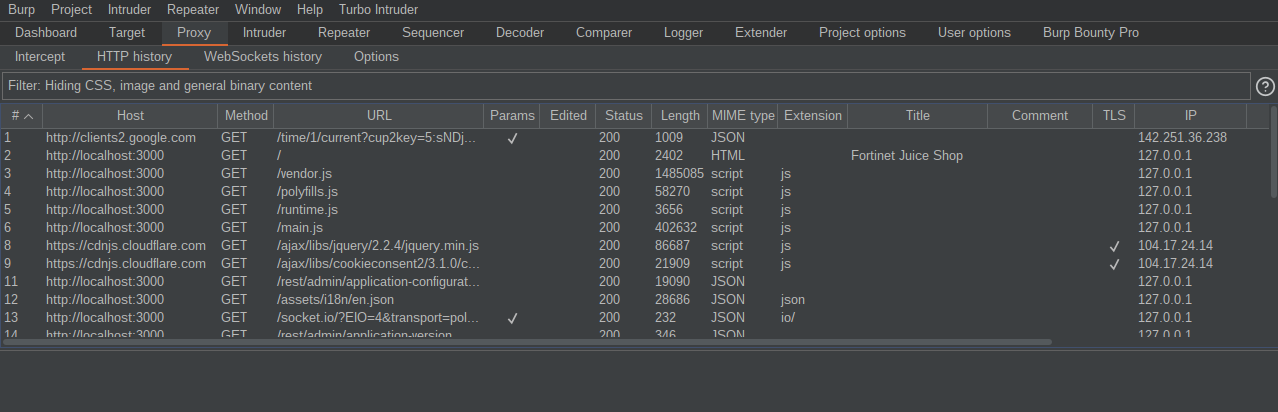 Burp Project Intruder Repeater Window Help Turbo Intruder
Dashboard Target Proxy Intruder Repeater Sequencer Decoder Comparer Logger Extender Project options User options Burp Bounty Pro
Intercept HTTP history WebSockets history Options
Filter: Hiding CSS, image and general binary content ?
# Host Method URL Params Edited Status Length MIME type Extension Title Comment TLS IP
1 http://clients2.google.com GET /time/1/current?cup2key=5:sNDj... ✓ 200 1009 JSON 142.251.36.238
2 http://localhost:3000 GET / 200 2402 HTML Fortinet Juice Shop 127.0.0.1
3 http://localhost:3000 GET /vendor.js 200 1485085 script js 127.0.0.1
4 http://localhost:3000 GET /polyfills.js 200 58270 script js 127.0.0.1
5 http://localhost:3000 GET /runtime.js 200 3656 script js 127.0.0.1
6 http://localhost:3000 GET /main.js 200 402632 script js 127.0.0.1
8 https://cdnjs.cloudflare.com GET /ajax/libs/jquery/2.2.4/jquery.min.js 200 86687 script js ✓ 104.17.24.14
9 https://cdnjs.cloudflare.com GET /ajax/libs/cookieconsent2/3.1.0/c... 200 21909 script js ✓ 104.17.24.14
11 http://localhost:3000 GET /rest/admin/application-configurat... 200 19090 JSON 127.0.0.1
12 http://localhost:3000 GET /assets/i18n/en.json 200 28686 JSON json 127.0.0.1
13 http://localhost:3000 GET /socket.io/?EIO=4&transport=pol... ✓ 200 232 JSON io/ 127.0.0.1
14 http://localhost:3000 GET /rest/admin/application-version 200 346 JSON 127.0.0.1